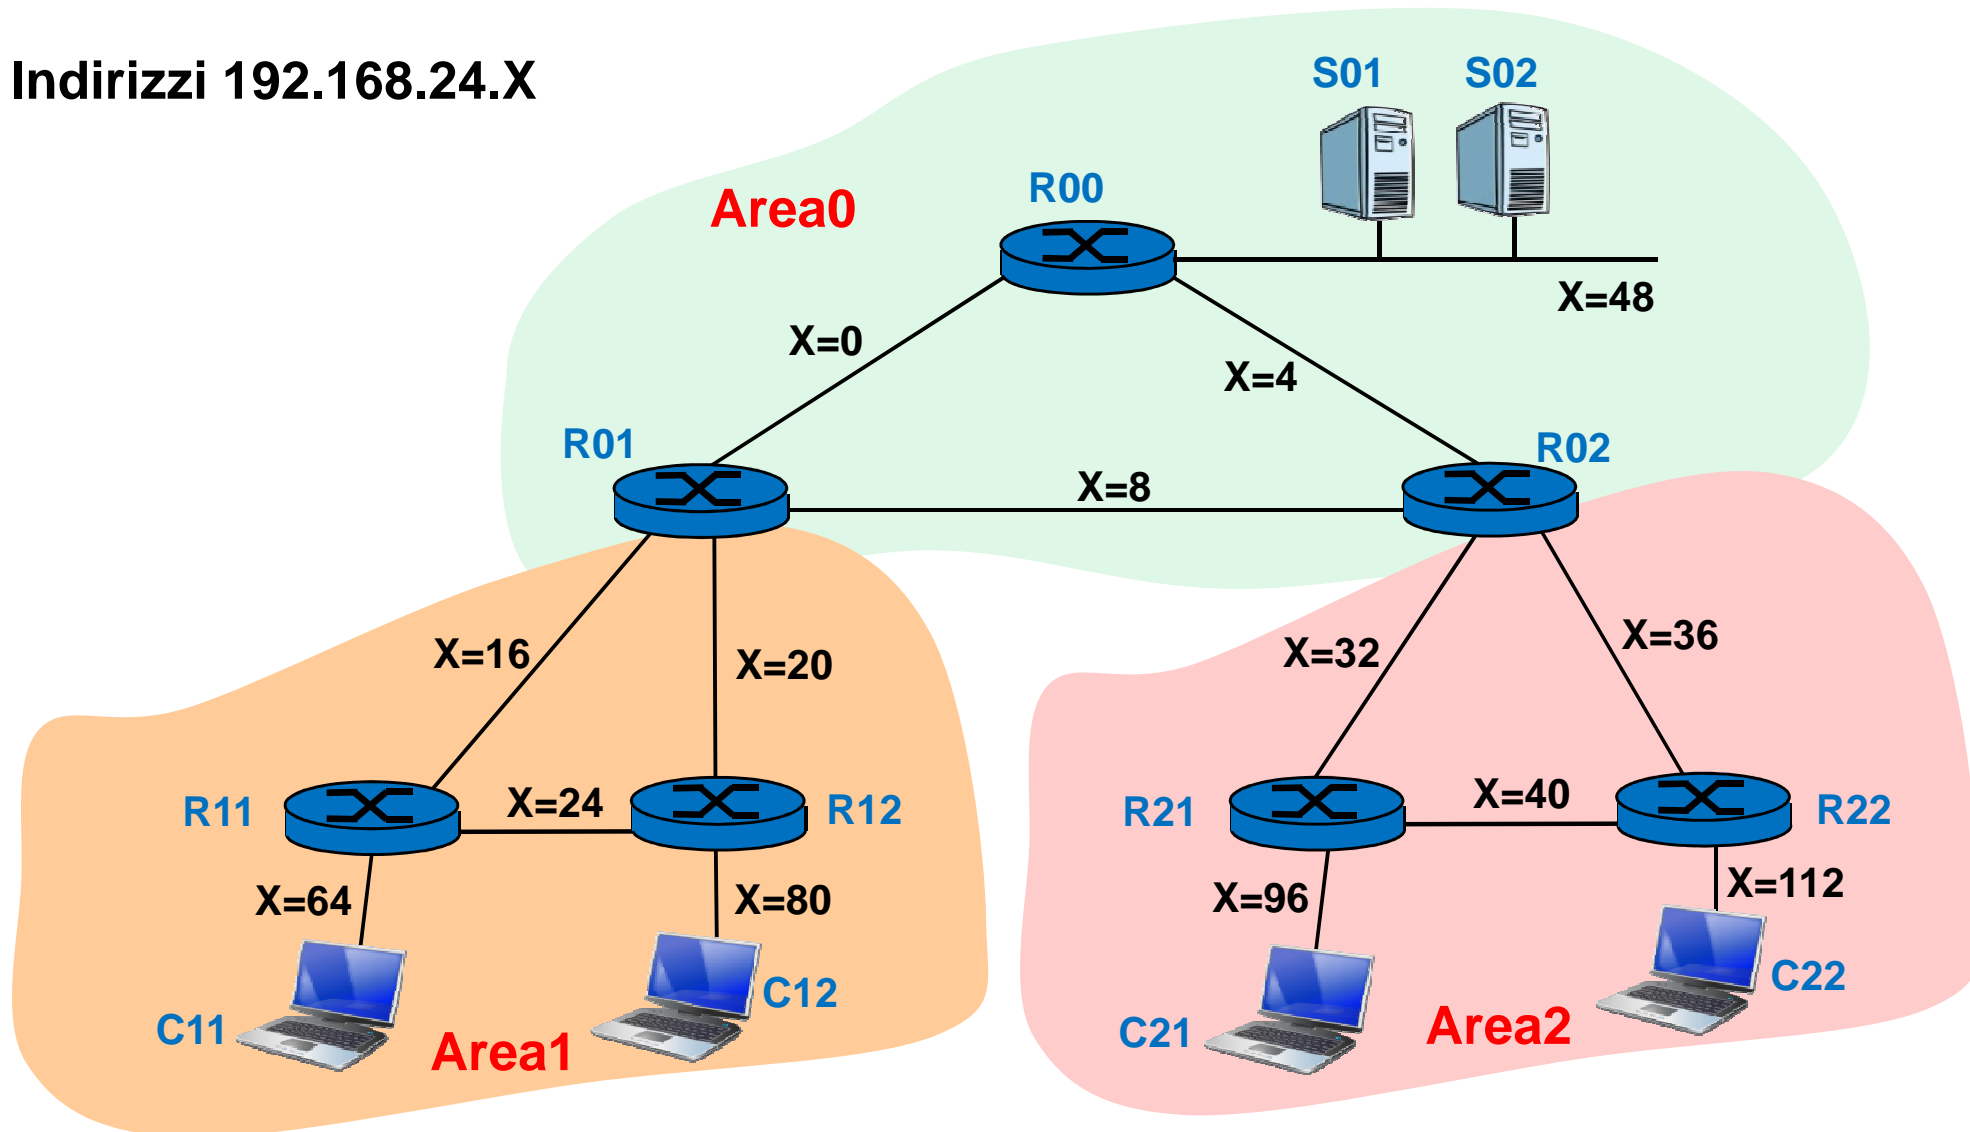 Indirizzi 192.168.24.X
S01
S02
R00
Area0
X=48
X=0
X=4
R01
R02
X=8
X=16
X=20
X=32
X=36
R11
X=24
R12
R21
X=40
R22
X=64
X=80
X=96
X=112
C12
C22
C11
Area1
C21
Area2